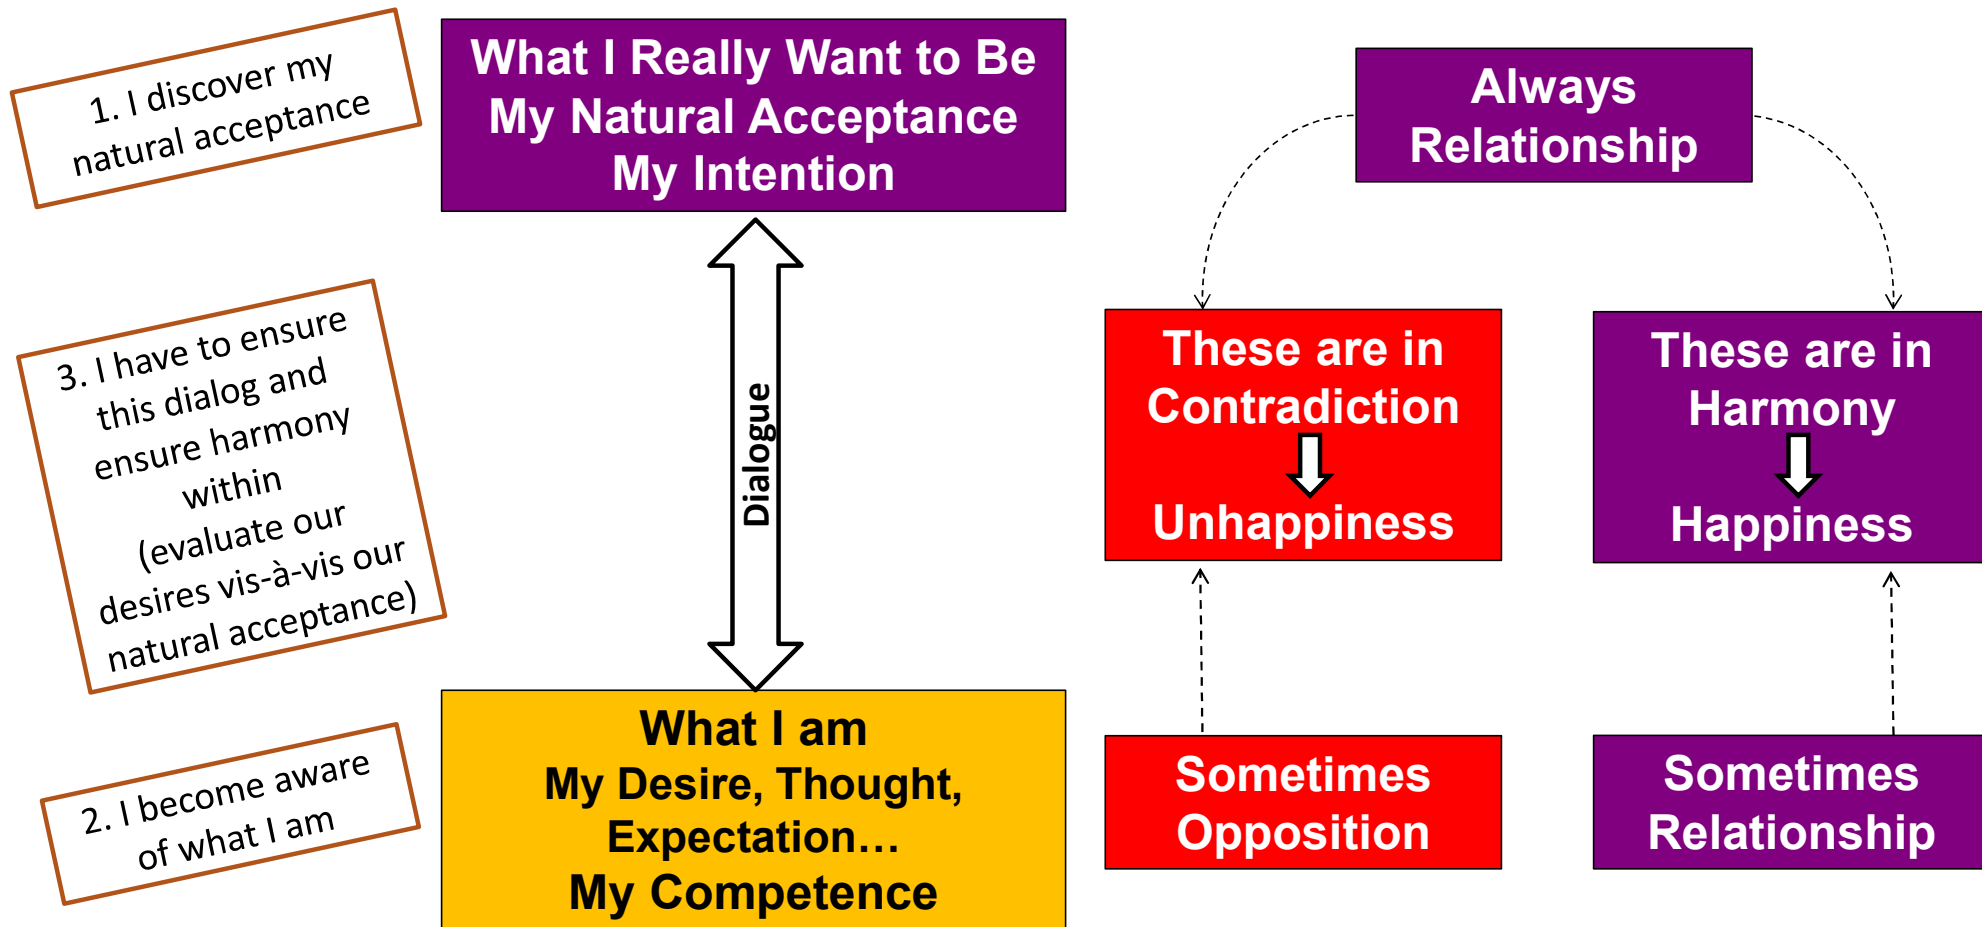 1. I discover my
natural acceptance
What I Really Want to Be
My Natural Acceptance
My Intention
Always
Relationship
3. I have to ensure
this dialog and
ensure harmony
within
(evaluate our
desires vis-à-vis our
natural acceptance)
Dialogue
These are in
Contradiction
Unhappiness
These are in
Harmony
Happiness
2. I become aware
of what I am
What I am
My Desire, Thought,
Expectation…
My Competence
Sometimes
Opposition
Sometimes
Relationship